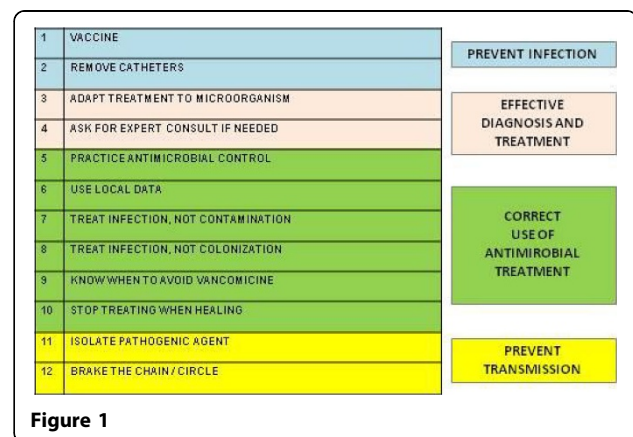 1 VACCINE
2 REMOVE CATHETERS
3 ADAPT TREATMENT TO MICROORGANISM
4 ASK FOR EXPERT CONSULT IF NEEDED
5 PRACTICE ANTIMICROBIAL CONTROL
6 USE LOCAL DATA
7 TREAT INFECTION, NOT CONTAMINATION
8 TREAT INFECTION, NOT COLONIZATION
9 KNOW WHEN TO AVOID VANCOMICINE
10 STOP TREATING WHEN HEALING
11 ISOLATE PATHOGENIC AGENT
12 BRAKE THE CHAIN / CIRCLE
PREVENT INFECTION
EFFECTIVE
DIAGNOSIS AND
TREATMENT
CORRECT
USE OF
ANTIMIROBIAL
TREATMENT
PREVENT
TRANSMISSION
Figure 1